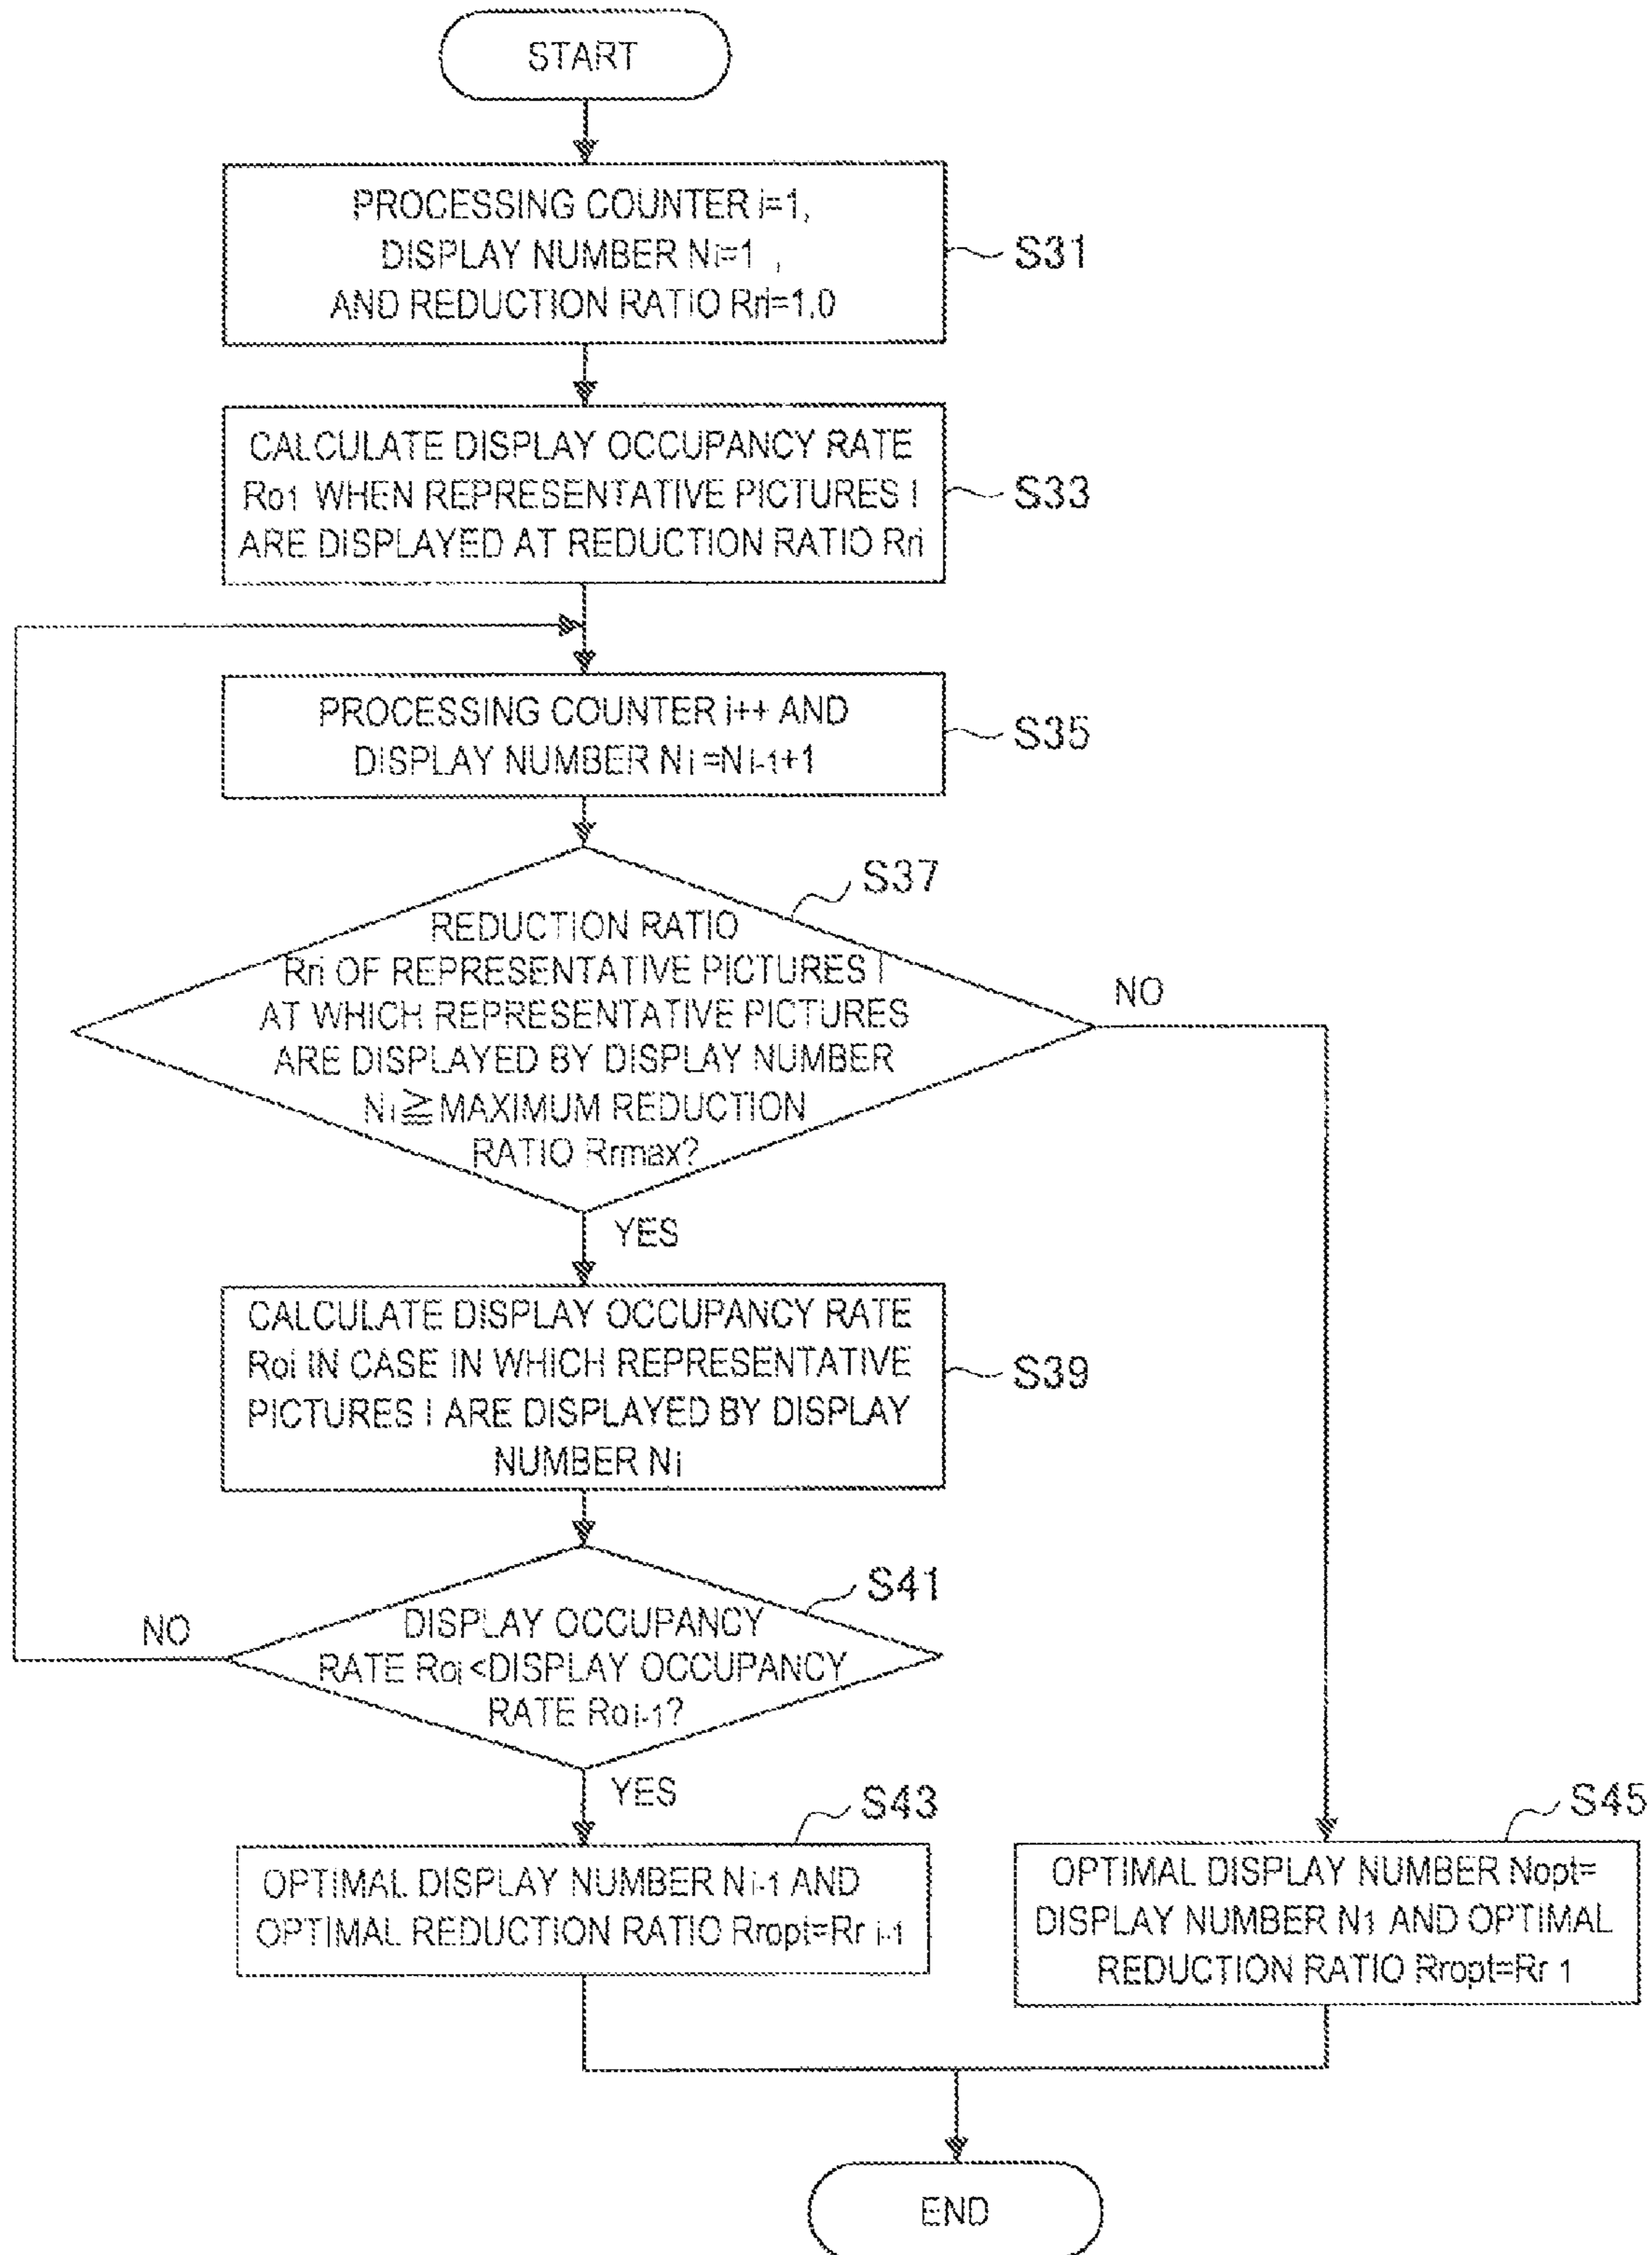 START
PROCESSING COUNTER i=1,
DISPLAY NUMBER Ni=1 ,
AND REDUCTION RATIO Rri=1.0
S31
CALCULATE DISPLAY OCCUPANCY RATE
Ro1 WHEN REPRESENTATIVE PICTURES I
ARE DISPLAYED AT REDUCTION RATIO Rri
S33
PROCESSING COUNTER i++ AND
DISPLAY NUMBER Ni=Ni-1+1
S35
S37
REDUCTION RATIO
Rri OF REPRESENTATIVE PICTURES I
AT WHICH REPRESENTATIVE PICTURES
ARE DISPLAYED BY DISPLAY NUMBER
Ni≧MAXIMUM REDUCTION
RATIO Rrmax?
NO
YES
CALCULATE DISPLAY OCCUPANCY RATE
Roi IN CASE IN WHICH REPRESENTATIVE
PICTURES I ARE DISPLAYED BY DISPLAY
NUMBER Ni
S39
S41
DISPLAY OCCUPANCY
RATE Roi<DISPLAY OCCUPANCY
RATE Roi-1?
NO
YES
S43
OPTIMAL DISPLAY NUMBER Ni-1 AND
OPTIMAL REDUCTION RATIO Rropt=Rr i-1
S45
OPTIMAL DISPLAY NUMBER Nopt=
DISPLAY NUMBER N1 AND OPTIMAL
REDUCTION RATIO Rropt=Rr 1
END